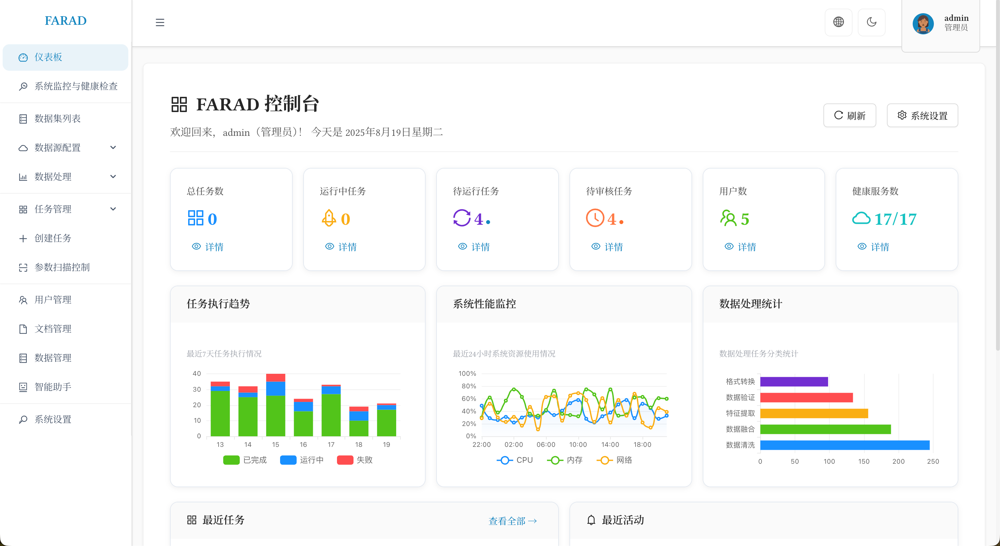 FARAD
admin
管理员
仪表板
系统监控与健康检查
数据集列表
数据源配置
数据处理
任务管理
创建任务
参数扫描控制
用户管理
文档管理
数据管理
智能助手
系统设置
FARAD 控制台
欢迎回来，admin（管理员）！ 今天是 2025年8月19日星期二
刷新
系统设置
总任务数
0
详情
运行中任务
0
详情
待运行任务
4
详情
待审核任务
4
详情
用户数
5
详情
健康服务数
17/17
详情
任务执行趋势
最近7天任务执行情况
40
30
20
10
0
13 14 15 16 17 18 19
已完成 运行中 失败
系统性能监控
最近24小时系统资源使用情况
100%
80%
60%
40%
20%
0%
22:00 02:00 06:00 10:00 14:00 18:00
CPU 内存 网络
数据处理统计
数据处理任务分类统计
格式转换
数据验证
特征提取
数据融合
数据清洗
0 50 100 150 200 250
最近任务
查看全部
最近活动